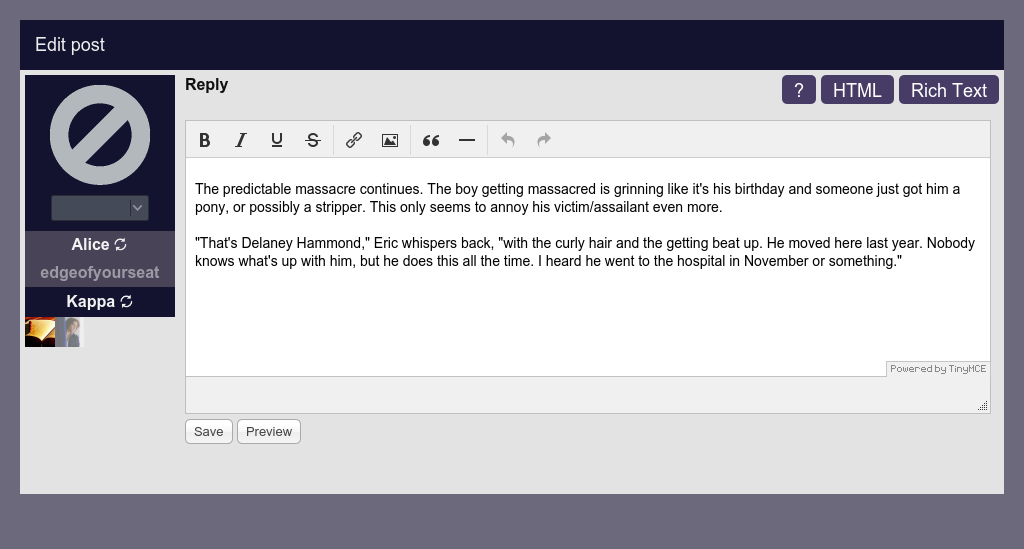 Edit post
Reply
? HTML Rich Text
B I U S
The predictable massacre continues. The boy getting massacred is grinning like it's his birthday and someone just got him a
pony, or possibly a stripper. This only seems to annoy his victim/assailant even more.
"That's Delaney Hammond," Eric whispers back, "with the curly hair and the getting beat up. He moved here last year. Nobody
knows what's up with him, but he does this all the time. I heard he went to the hospital in November or something."
Alice
edgeofyourseat
Kappa
Powered by TinyMCE
Save Preview